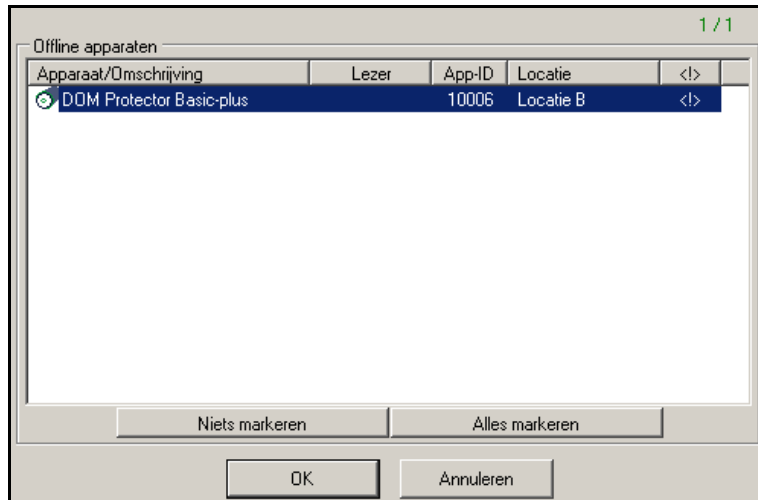 1 / 1
Offline apparaten
Apparaat/Omschrijving Lezer App-ID Locatie <!>
DOM Protector Basic-plus 10006 Locatie B <!>
Niets markeren Alles markeren
OK Annuleren